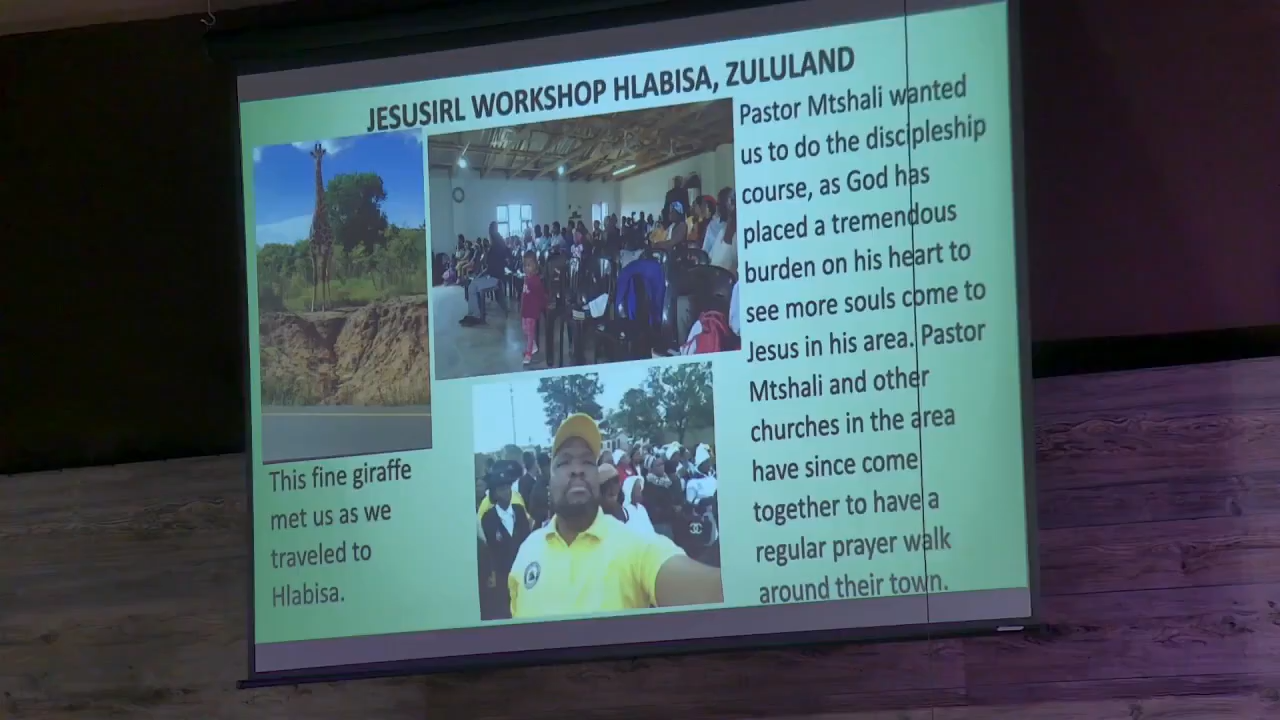 JESUSIRL WORKSHOP HLABISA, ZULULAND
This fine giraffe
met us as we
traveled to
Hlabisa.
Pastor Mtshali wanted
us to do the discipleship
course, as God has
placed a tremendous
burden on his heart to
see more souls come to
Jesus in his area. Pastor
Mtshali and other
churches in the area
have since come
together to have a
regular prayer walk
around their town.